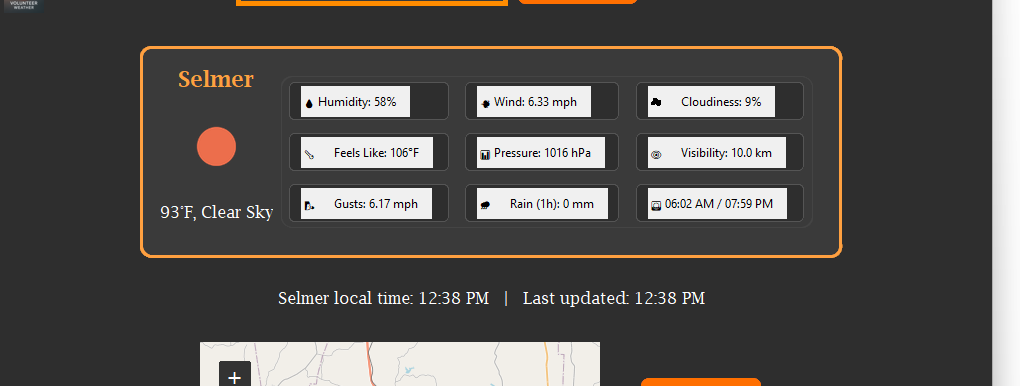 VOLUNTEER
WEATHER
Selmer
93°F, Clear Sky
Humidity: 58%
Wind: 6.33 mph
Cloudiness: 9%
Feels Like: 106°F
Pressure: 1016 hPa
Visibility: 10.0 km
Gusts: 6.17 mph
Rain (1h): 0 mm
06:02 AM / 07:59 PM
Selmer local time: 12:38 PM | Last updated: 12:38 PM
+